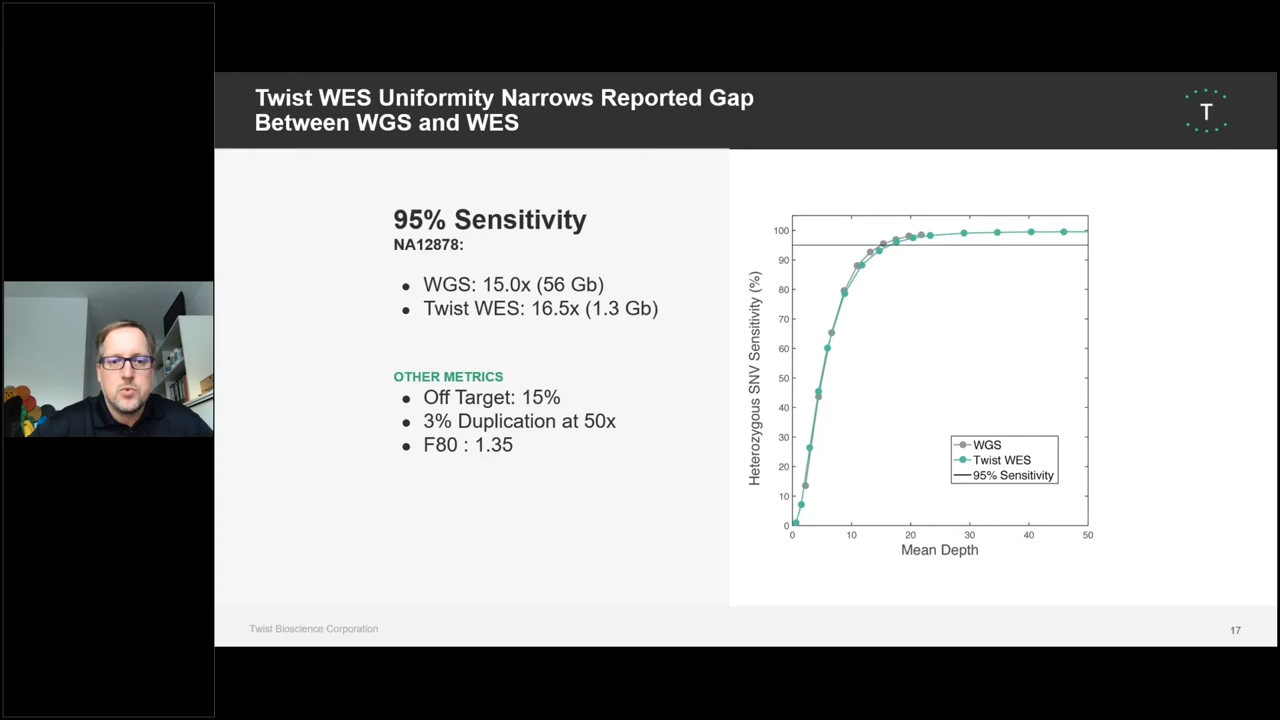 Twist WES Uniformity Narrows Reported Gap
Between WGS and WES
T
95% Sensitivity
NA12878:
● WGS: 15.0x (56 Gb)
● Twist WES: 16.5x (1.3 Gb)
OTHER METRICS
● Off Target: 15%
● 3% Duplication at 50x
● F80 : 1.35
Heterozygous SNV Sensitivity (%)
100
90
80
70
60
50
40
30
20
10
0
0 10 20 30 40 50
Mean Depth
WGS
Twist WES
95% Sensitivity
Twist Bioscience Corporation
17